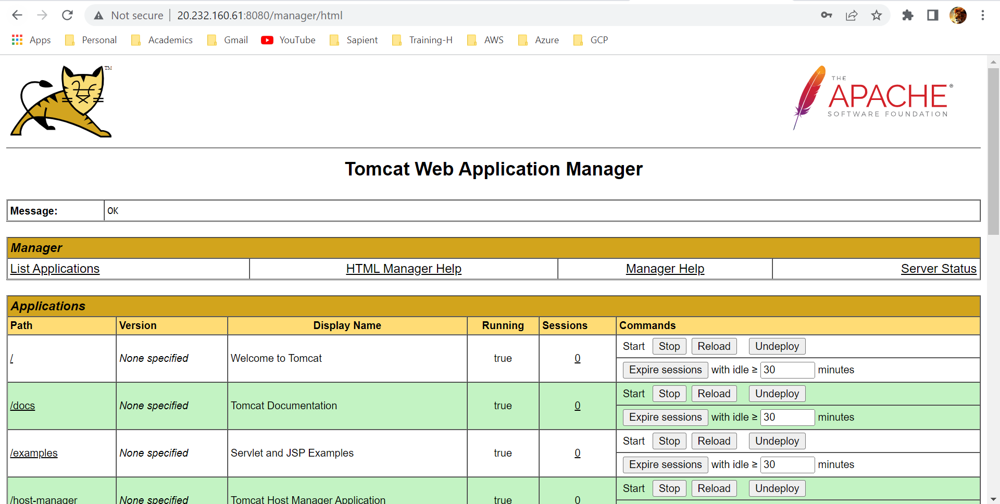 Not secure | 20.232.160.61:8080/manager/html
Apps Personal Academics Gmail YouTube Sapient Training-H AWS Azure GCP
TM
THE
APACHE®
SOFTWARE FOUNDATION
Tomcat Web Application Manager
Message: OK
Manager
List Applications HTML Manager Help Manager Help Server Status
Applications
Path Version Display Name Running Sessions Commands
/ None specified Welcome to Tomcat true 0 Start Stop Reload Undeploy
Expire sessions with idle ≥ 30 minutes
/docs None specified Tomcat Documentation true 0 Start Stop Reload Undeploy
Expire sessions with idle ≥ 30 minutes
/examples None specified Servlet and JSP Examples true 0 Start Stop Reload Undeploy
Expire sessions with idle ≥ 30 minutes
/host-manager None specified Tomcat Host Manager Application true 0 Start Stop Reload Undeploy